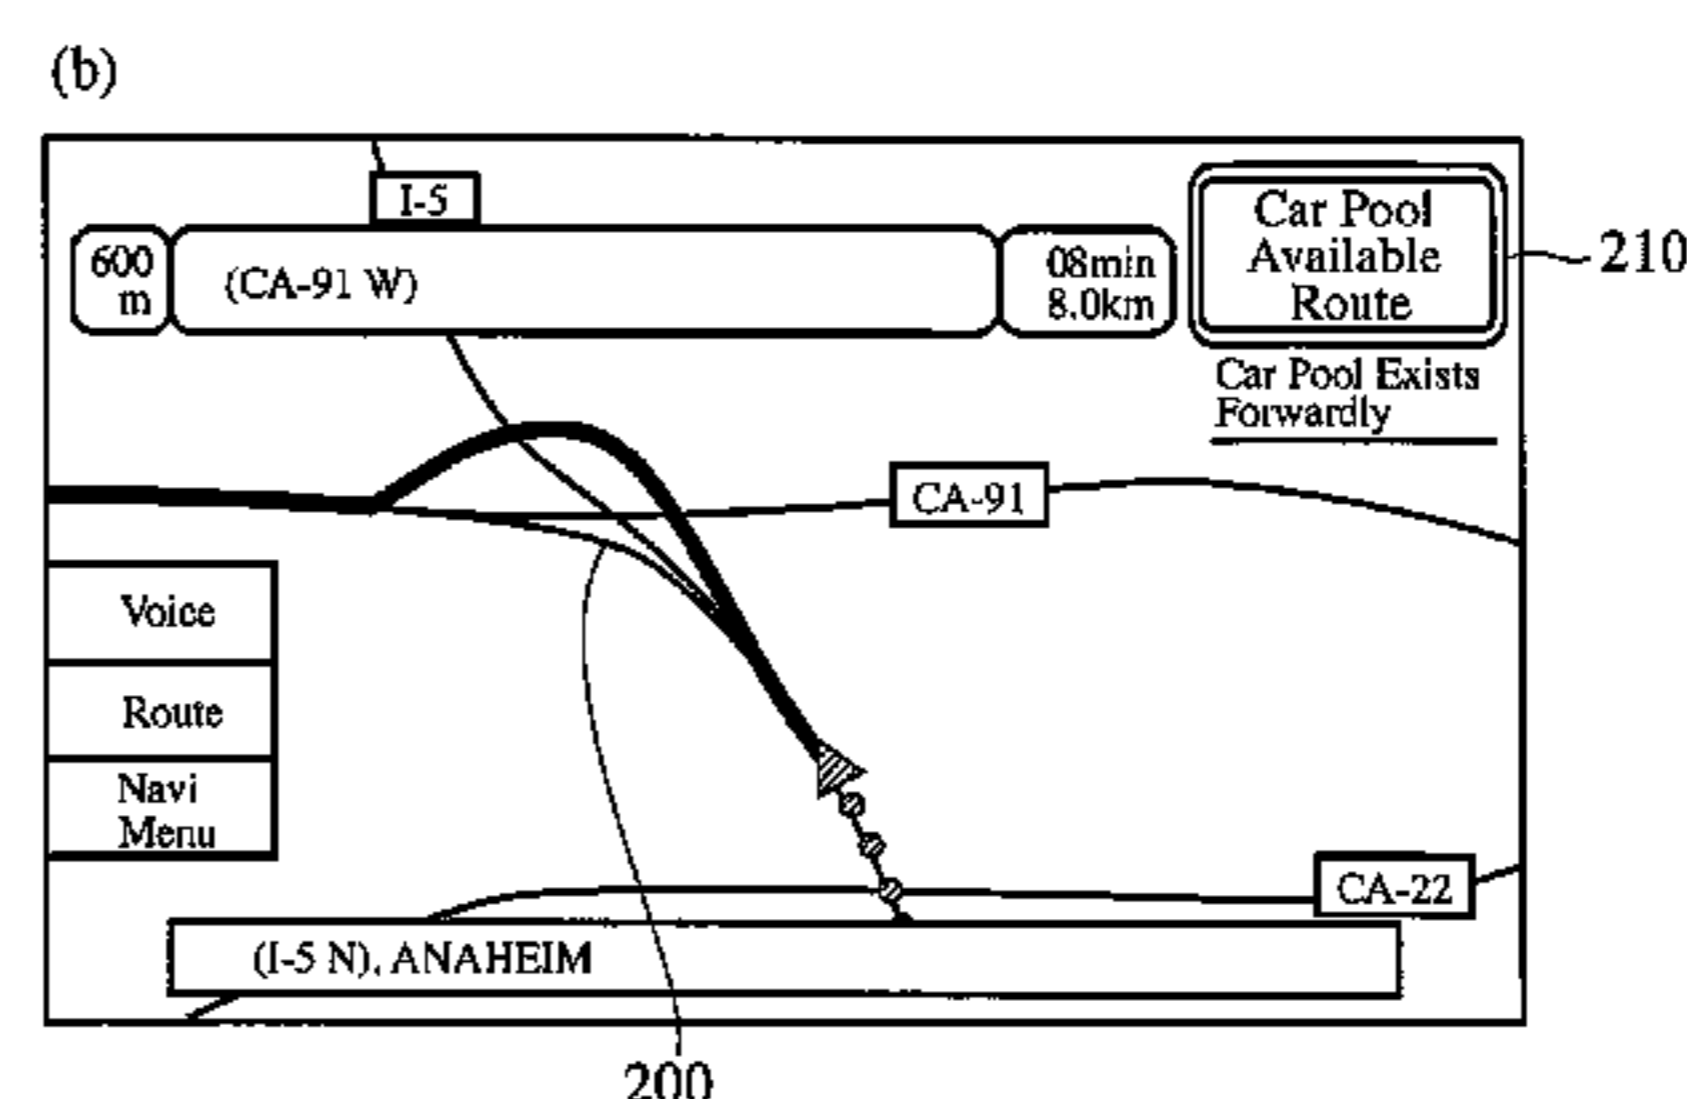 (b)
I-5
600
m
(CA-91 W)
08min
8.0km
Car Pool
Available
Route
210
Car Pool Exists
Forwardly
CA-91
Voice
Route
Navi
Menu
CA-22
(I-5 N), ANAHEIM
200